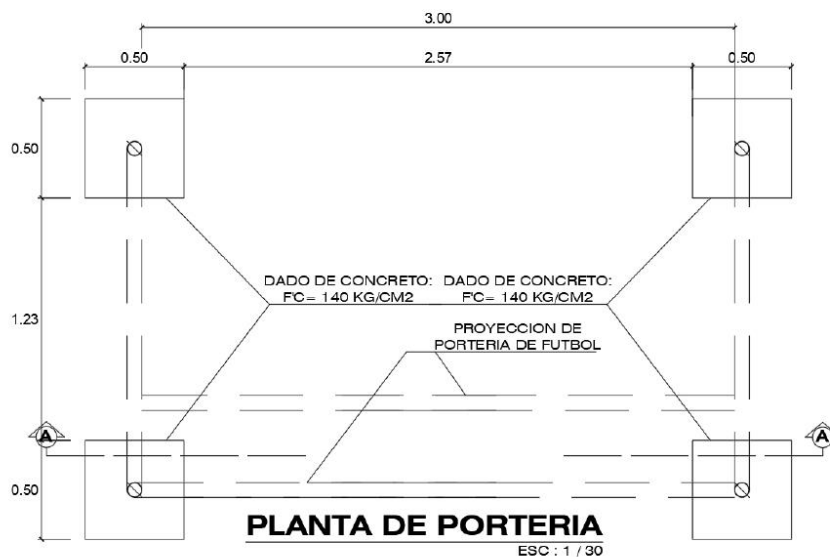 3.00
0.50 2.57 0.50
0.50
DADO DE CONCRETO: DADO DE CONCRETO:
F'C= 140 KG/CM2 F'C= 140 KG/CM2
1.23
PROYECCION DE
PORTERIA DE FUTBOL
A A
0.50
PLANTA DE PORTERIA
ESC : 1 / 30